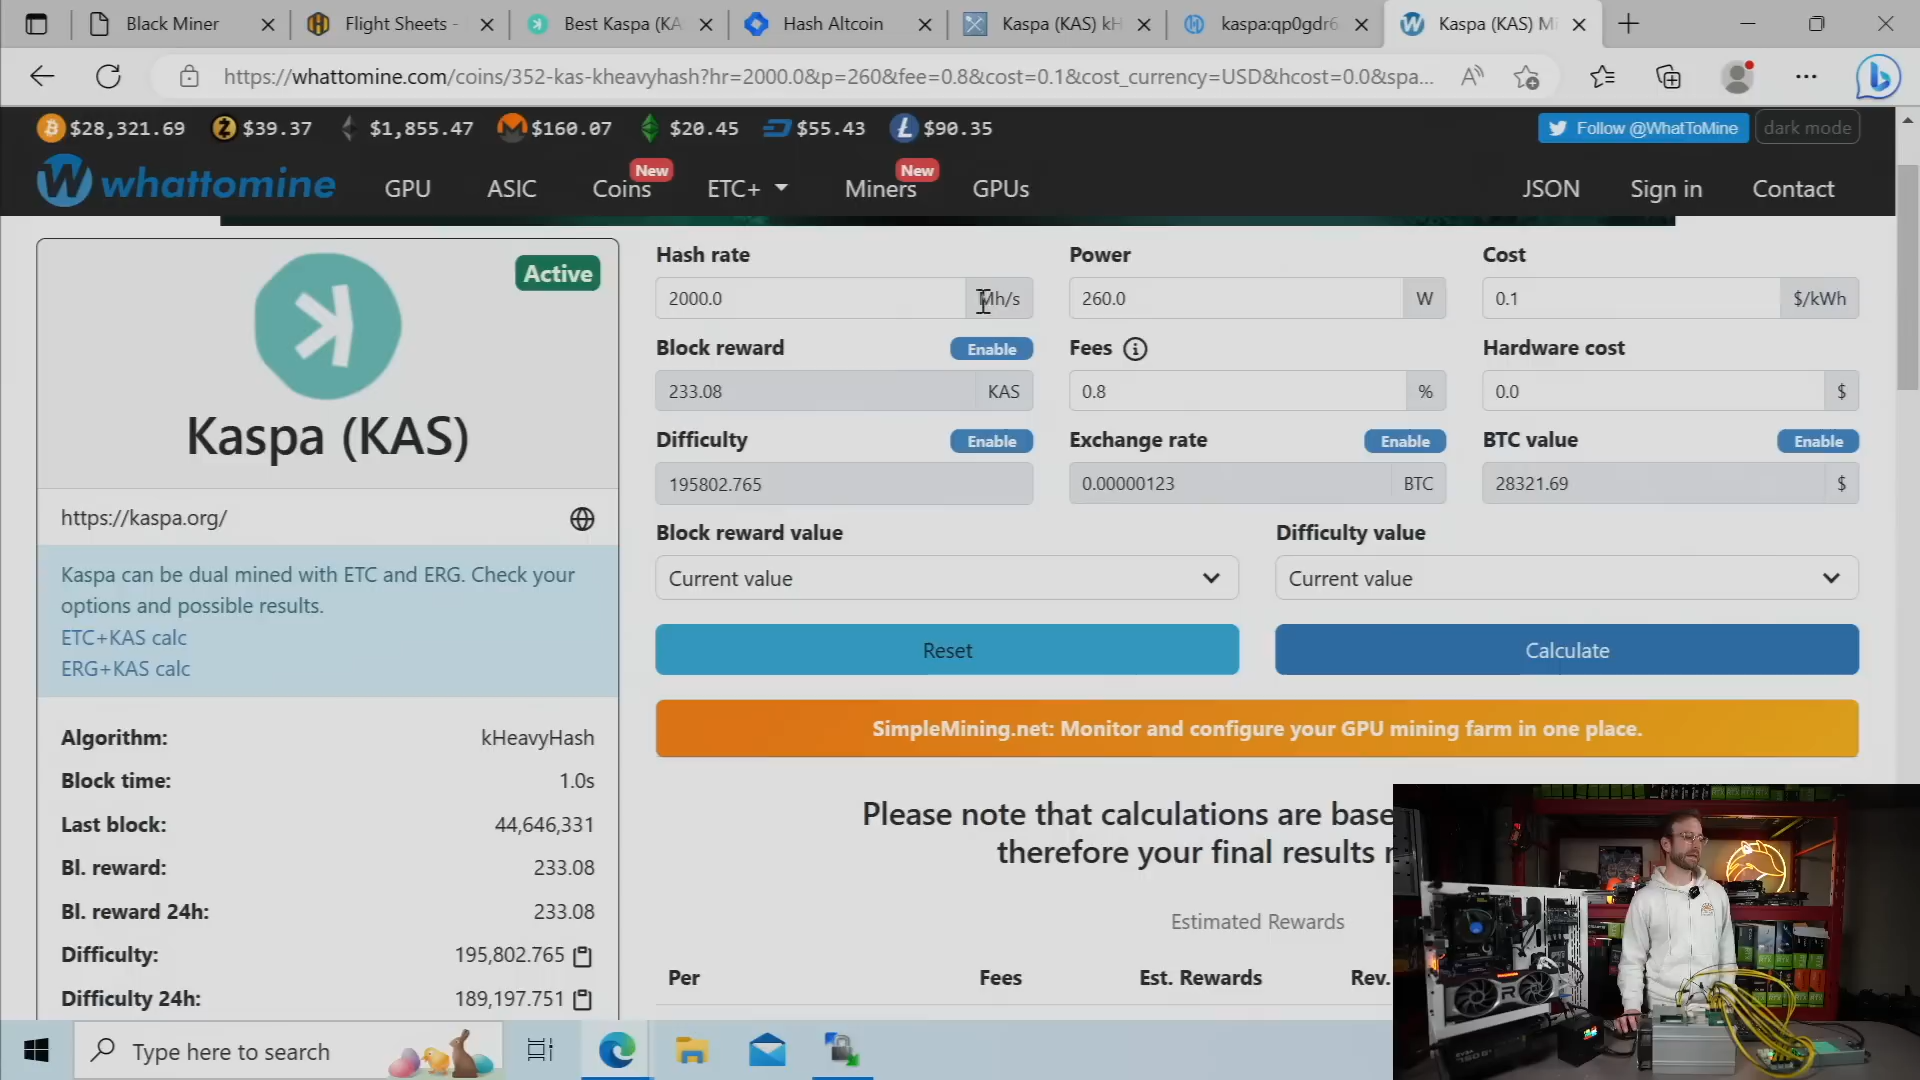 Black Miner
Flight Sheets -
Best Kaspa (KA
Hash Altcoin
Kaspa (KAS) kH
kaspa:qp0gdr6
Kaspa (KAS) Mi
https://whattomine.com/coins/352-kas-kheavyhash?hr=2000.0&p=260&fee=0.8&cost=0.1&cost_currency=USD&hcost=0.0&spa...
$28,321.69
$39.37
$1,855.47
$160.07
$20.45
$55.43
$90.35
Follow @WhatToMine
dark mode
whattomine
GPU
ASIC
Coins
New
ETC+
Miners
New
GPUs
JSON
Sign in
Contact
Active
Kaspa (KAS)
https://kaspa.org/
Kaspa can be dual mined with ETC and ERG. Check your
options and possible results.
ETC+KAS calc
ERG+KAS calc
Algorithm: kHeavyHash
Block time: 1.0s
Last block: 44,646,331
Bl. reward: 233.08
Bl. reward 24h: 233.08
Difficulty: 195,802.765
Difficulty 24h: 189,197.751
Hash rate
2000.0 Mh/s
Power
260.0 W
Cost
0.1 $/kWh
Block reward Enable
233.08 KAS
Fees
0.8 %
Hardware cost
0.0 $
Difficulty Enable
195802.765
Exchange rate Enable
0.00000123 BTC
BTC value Enable
28321.69 $
Block reward value
Current value
Difficulty value
Current value
Reset
Calculate
SimpleMining.net: Monitor and configure your GPU mining farm in one place.
Please note that calculations are base
therefore your final results
Estimated Rewards
Per Fees Est. Rewards Rev.
Type here to search